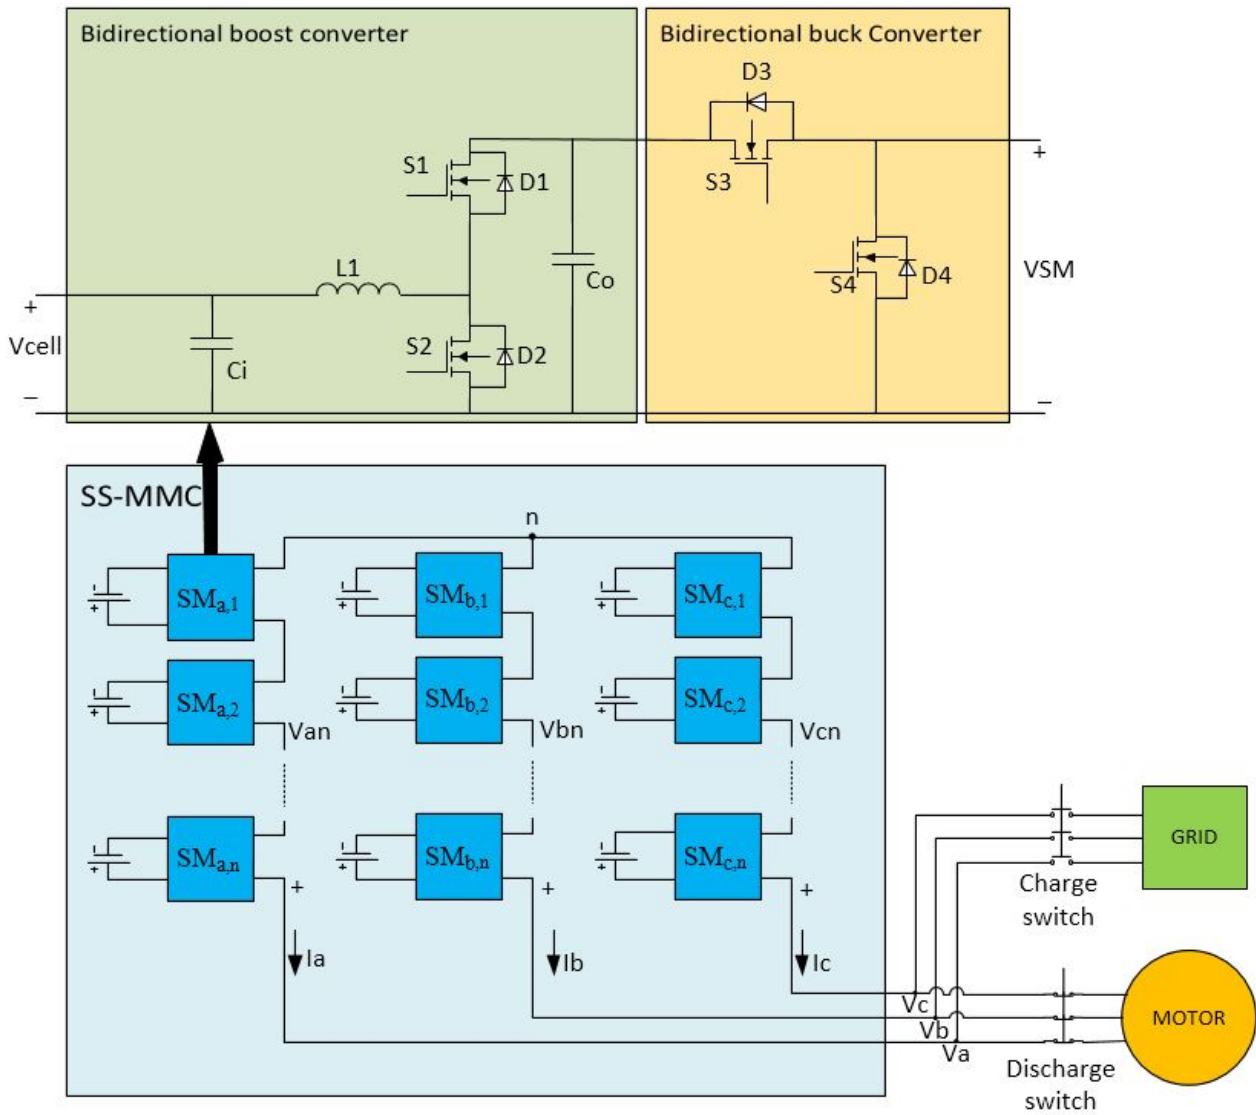 Bidirectional boost converter
Bidirectional buck Converter
D3
S1
D1
S3
+
L1
Co
S4
D4
VSM
+
Vcell
Ci
S2
D2
−
−
SS-MMC
n
SMa,1
SMb,1
SMc,1
SMa,2
SMb,2
SMc,2
Van
Vbn
Vcn
SMa,n
SMb,n
SMc,n
+
+
+
Ia
Ib
Ic
GRID
Charge
switch
Vc
Vb
Va
MOTOR
Discharge
switch